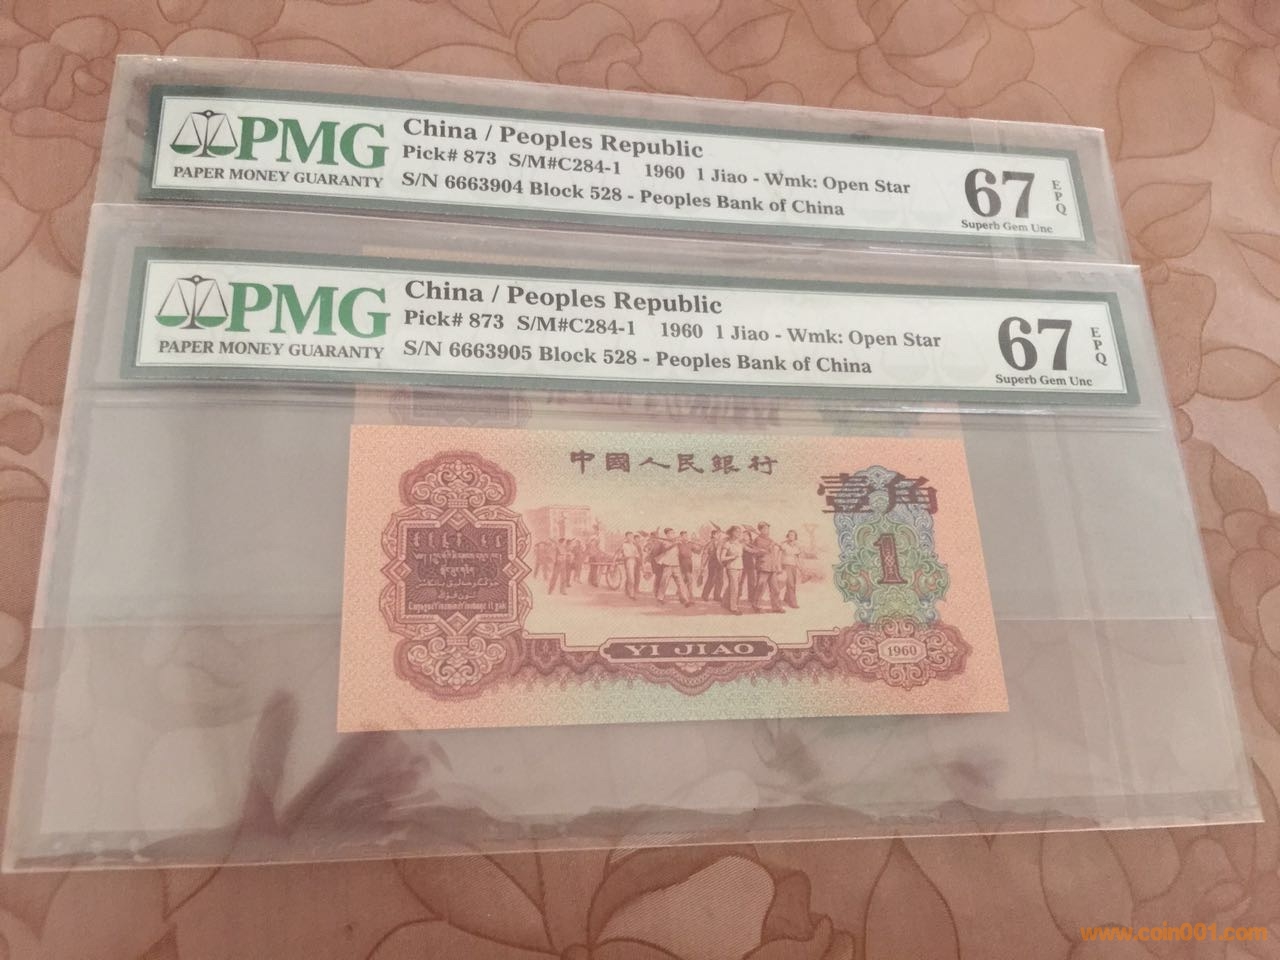 PMG
PAPER MONEY GUARANTY
China / Peoples Republic
Pick# 873 S/M#C284-1 1960 1 Jiao - Wmk: Open Star
S/N 6663904 Block 528 - Peoples Bank of China
67
EPQ
Superb Gem Unc
PMG
PAPER MONEY GUARANTY
China / Peoples Republic
Pick# 873 S/M#C284-1 1960 1 Jiao - Wmk: Open Star
S/N 6663905 Block 528 - Peoples Bank of China
67
EPQ
Superb Gem Unc
中國人民銀行
壹角
1
YI JIAO
1960
www.coin001.com